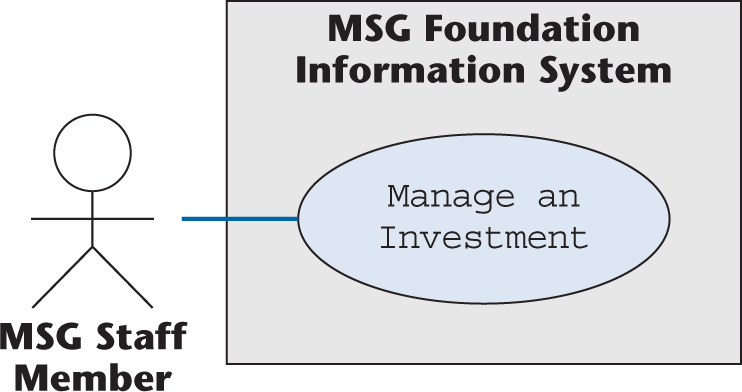 MSG Foundation
Information System
Manage an
Investment
MSG Staff
Member